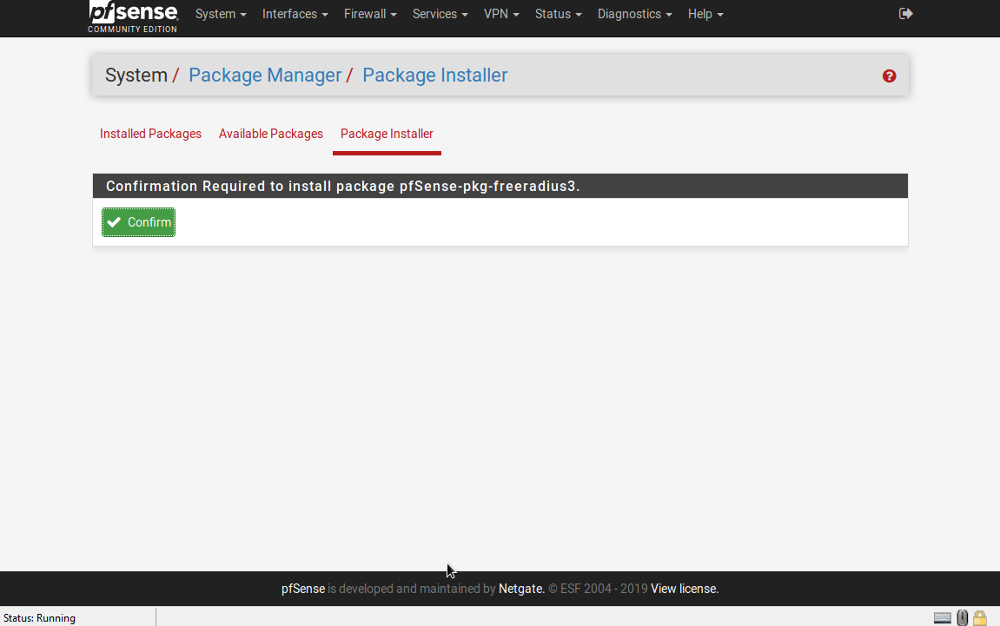 pfsense
COMMUNITY EDITION
System Interfaces Firewall Services VPN Status Diagnostics Help
System / Package Manager / Package Installer
Installed Packages Available Packages Package Installer
Confirmation Required to install package pfSense-pkg-freeradius3.
Confirm
pfSense is developed and maintained by Netgate. © ESF 2004 - 2019 View license.
Status: Running